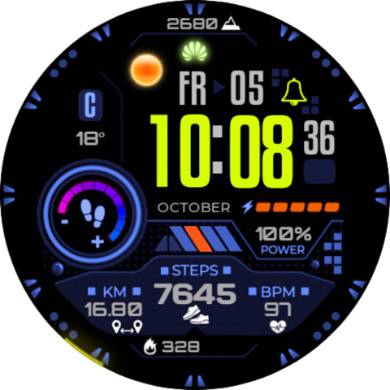 2680
FR 05
C
18°
10:08 36
OCTOBER
100%
POWER
- +
STEPS
7645
KM
16.80
BPM
97
328